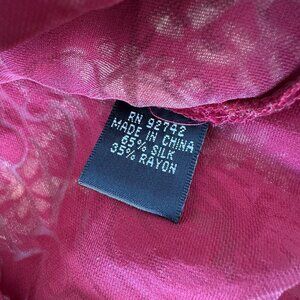 RN 92742
MADE IN CHINA
65% SILK
35% RAYON